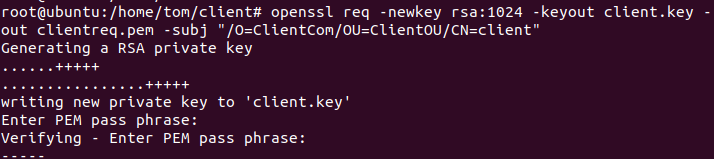 root@ubuntu:/home/tom/client# openssl req -newkey rsa:1024 -keyout client.key -
out clientreq.pem -subj "/O=ClientCom/OU=ClientOU/CN=client"
Generating a RSA private key
......+++++
................+++++
writing new private key to 'client.key'
Enter PEM pass phrase:
Verifying - Enter PEM pass phrase:
-----